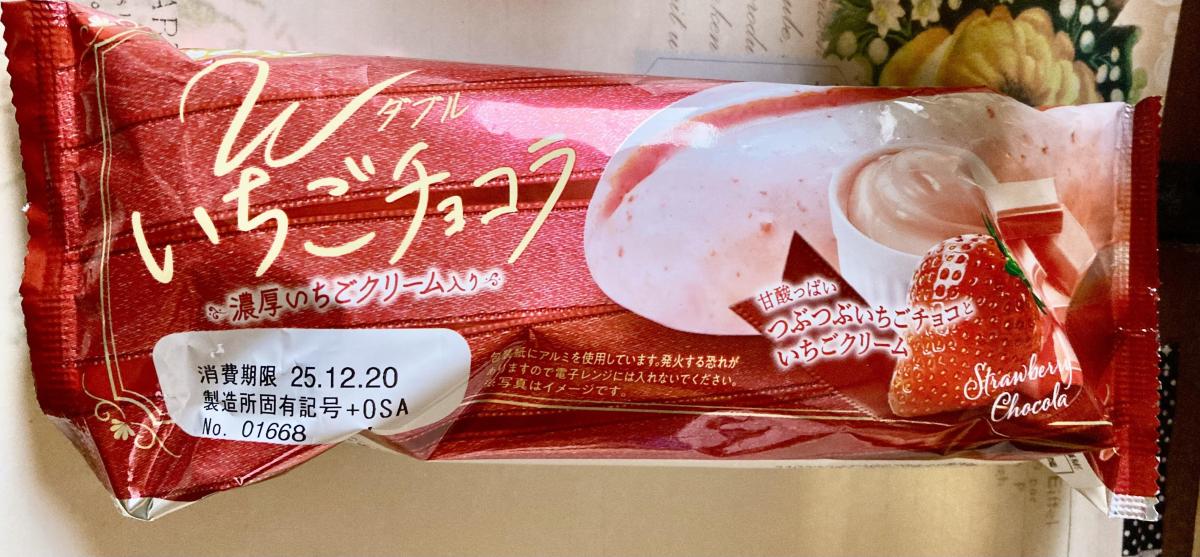 W
ダブル
いちごチョコラ
濃厚いちごクリーム入り
甘酸っぱい
つぶつぶいちごチョコと
いちごクリーム
消費期限 25.12.20
製造所固有記号+OSA
No. 01668
紙にアルミを使用しています。発火する恐れが
ありますので電子レンジには入れないでください。
※写真はイメージです。
Strawberry
Chocola